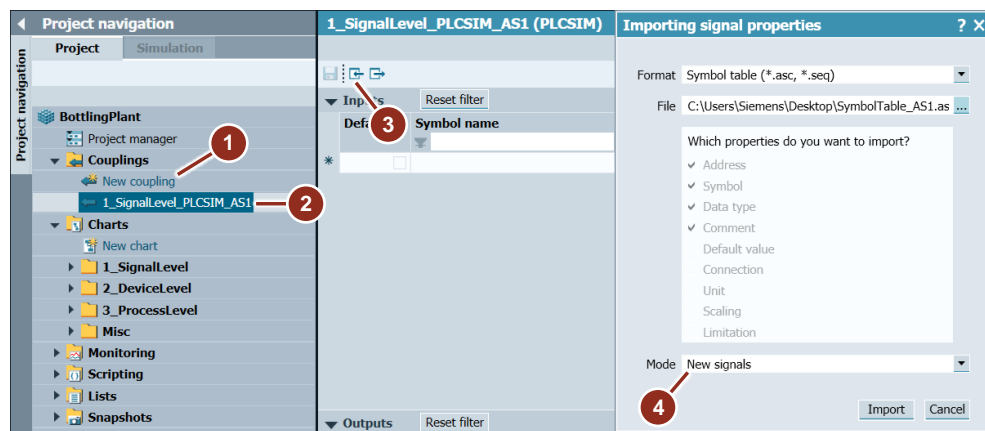 Project navigation
Project navigation
Project Simulation
BottlingPlant
Project manager
Couplings
New coupling
1_SignalLevel_PLCSIM_AS1
Charts
New chart
1_SignalLevel
2_DeviceLevel
3_ProcessLevel
Misc
Monitoring
Scripting
Lists
Snapshots
1
2
1_SignalLevel_PLCSIM_AS1 (PLCSIM)
Inputs Reset filter
Defa Symbol name
*
3
Outputs Reset filter
Importing signal properties ? X
Format Symbol table (*.asc, *.seq)
File C:\Users\Siemens\Desktop\SymbolTable_AS1.as ...
Which properties do you want to import?
Address
Symbol
Data type
Comment
Default value
Connection
Unit
Scaling
Limitation
Mode New signals
4
Import Cancel